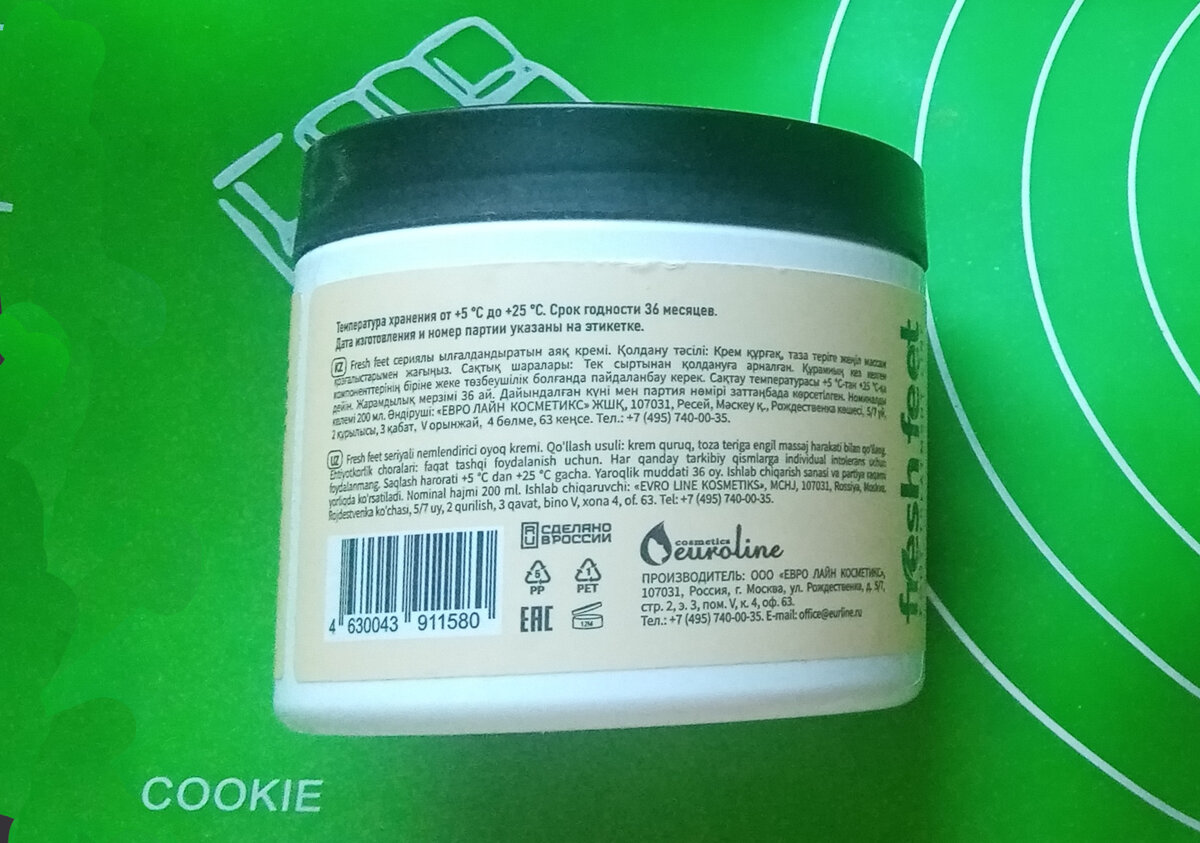 Температура хранения от +5 °C до +25 °C. Срок годности 36 месяцев.
Дата изготовления и номер партии указаны на этикетке.
KZ Fresh feet сериялы ылғалдандыратын аяқ кремі. Қолдану тәсілі: Крем құрғақ, таза теріге жеңіл массаж
қозғалыстарымен жағыңыз. Сақтық шаралары: Тек сыртынан қолдануға арналған. Құрамның кез келген
компоненттерінің біріне жеке төзбеушілік болғанда пайдаланбау керек. Сақтау температурасы +5 °C-тан +25 °C-қа
дейін. Жарамдылық мерзімі 36 ай. Дайындалған күні мен партия нөмірі заттаңбада көрсетілген. Номиналды
көлемі 200 мл. Өндіруші: «ЕВРО ЛАЙН КОСМЕТИКС» ЖШҚ, 107031, Ресей, Мәскеу қ., Рождественка көшесі, 5/7 үй,
2 құрылысы, 3 қабат, V орынжай, 4 бөлме, 63 кеңсе. Тел.: +7 (495) 740-00-35.
UZ Fresh feet seriyali nemlendirici oyoq kremi. Qo'llash usuli: krem quruq, toza teriga engil massaj harakati bilan qo'llang.
Ehtiyotkorlik choralari: faqat tashqi foydalanish uchun. Har qanday tarkibiy qismlarga individual intolerans uchun
foydalanmang. Saqlash harorati +5 °C dan +25 °C gacha. Yaroqlik muddati 36 oy. Ishlab chiqarish sanasi va partiya raqami
yorliqda ko'rsatiladi. Nominal hajmi 200 ml. Ishlab chiqaruvchi: «EVRO LINE KOSMETIKS», MCHJ, 107031, Rossiya, Moskva,
Rojdestvenka ko'chasi, 5/7 uy, 2 qurilish, 3 qavat, bino V, xona 4, of. 63. Tel: +7 (495) 740-00-35.
СДЕЛАНО
В РОССИИ
cosmetics
euroline
5
PP
1
PET
EAC
12M
ПРОИЗВОДИТЕЛЬ: ООО «ЕВРО ЛАЙН КОСМЕТИКС»,
107031, Россия, г. Москва, ул. Рождественка, д. 5/7,
стр. 2, э. 3, пом. V, к. 4, оф. 63.
Тел.: +7 (495) 740-00-35. E-mail: office@eurline.ru
4 630043 911580
fresh feet
COOKIE